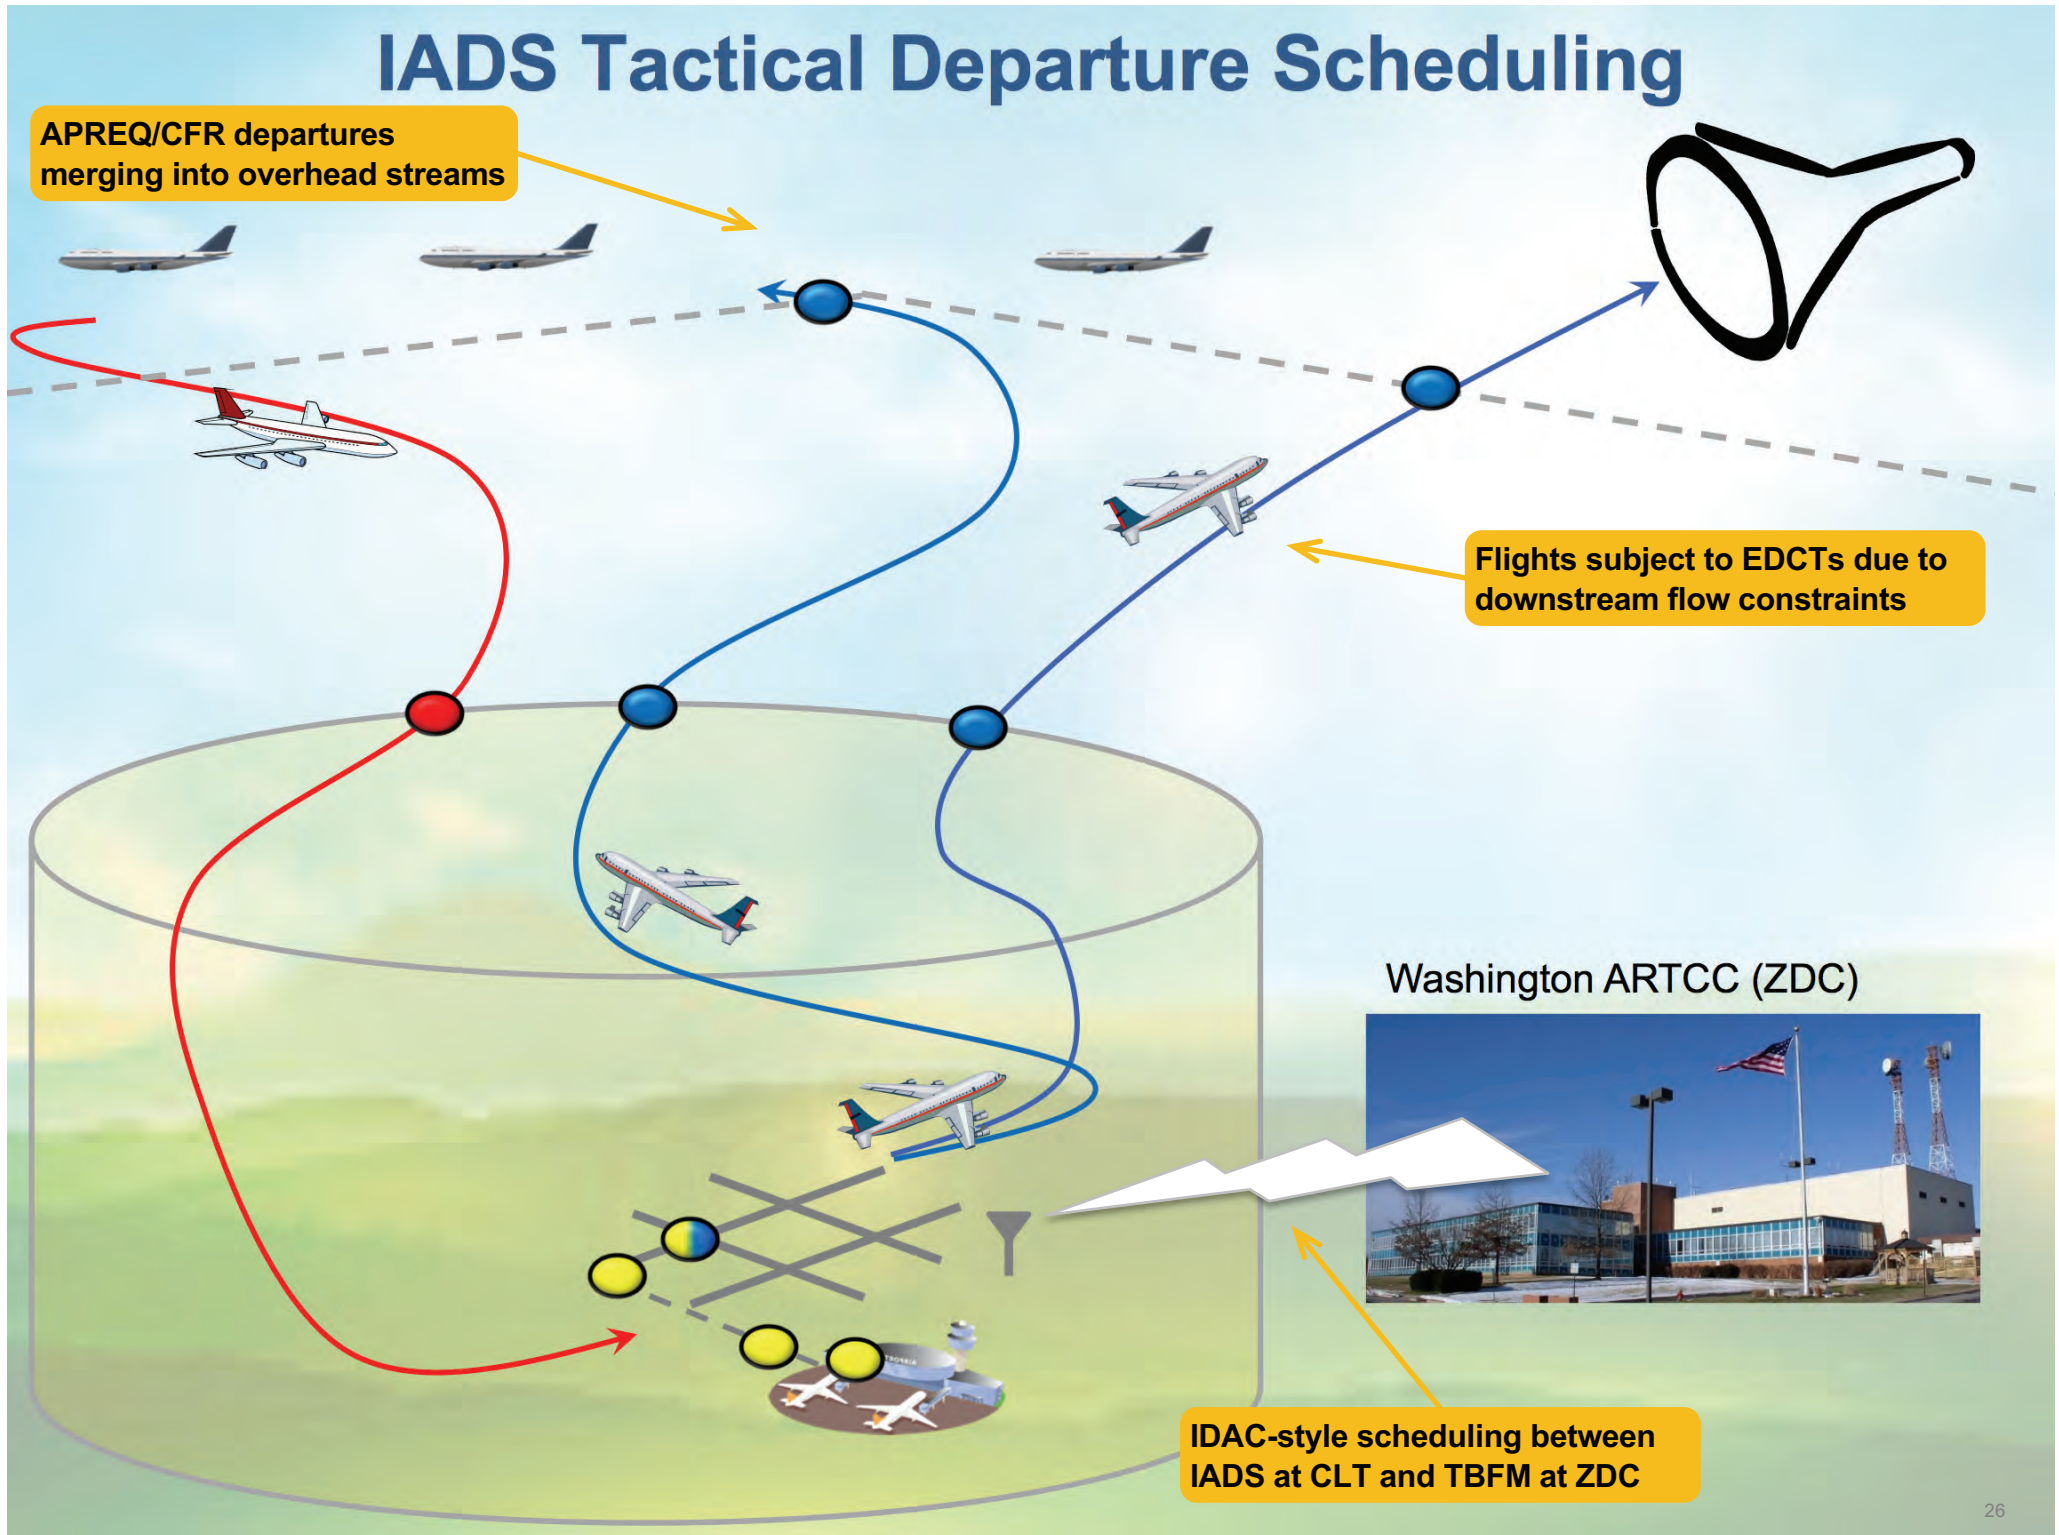 IADS Tactical Departure Scheduling
APREQ/CFR departures
merging into overhead streams
Flights subject to EDCTs due to
downstream flow constraints
Washington ARTCC (ZDC)
IDAC-style scheduling between
IADS at CLT and TBFM at ZDC
26